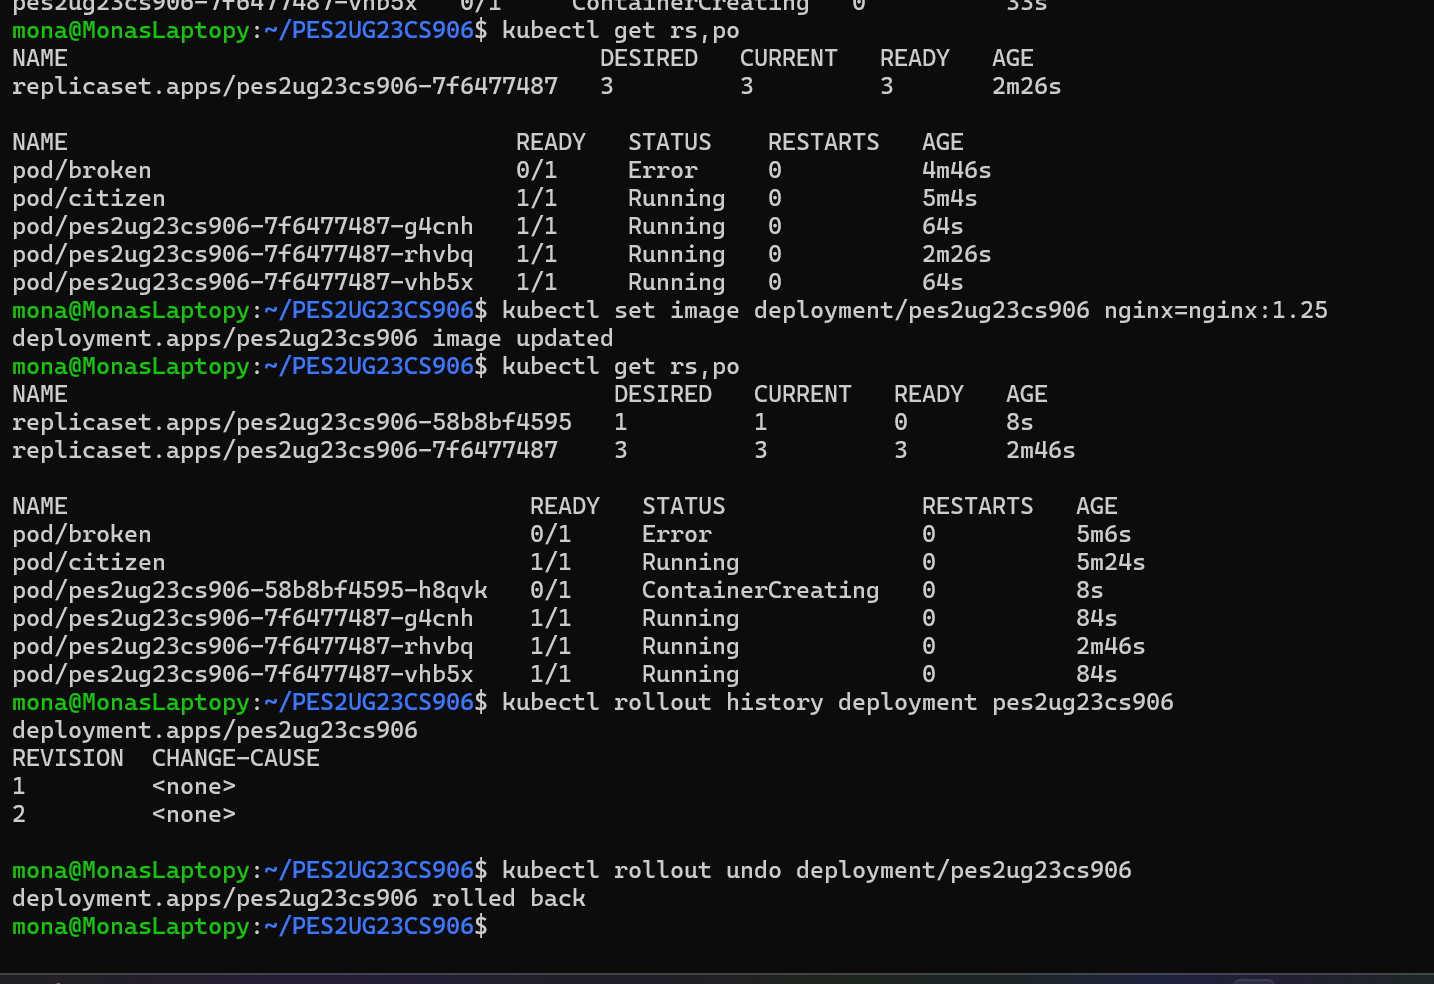 pes2ug23cs906-7f6477487-vhb5x   0/1     ContainerCreating   0          33s
mona@MonasLaptopy:~/PES2UG23CS906$ kubectl get rs,po
NAME                                      DESIRED   CURRENT   READY   AGE
replicaset.apps/pes2ug23cs906-7f6477487   3         3         3       2m26s

NAME                                READY   STATUS    RESTARTS   AGE
pod/broken                          0/1     Error     0          4m46s
pod/citizen                         1/1     Running   0          5m4s
pod/pes2ug23cs906-7f6477487-g4cnh   1/1     Running   0          64s
pod/pes2ug23cs906-7f6477487-rhvbq   1/1     Running   0          2m26s
pod/pes2ug23cs906-7f6477487-vhb5x   1/1     Running   0          64s
mona@MonasLaptopy:~/PES2UG23CS906$ kubectl set image deployment/pes2ug23cs906 nginx=nginx:1.25
deployment.apps/pes2ug23cs906 image updated
mona@MonasLaptopy:~/PES2UG23CS906$ kubectl get rs,po
NAME                                       DESIRED   CURRENT   READY   AGE
replicaset.apps/pes2ug23cs906-58b8bf4595   1         1         0       8s
replicaset.apps/pes2ug23cs906-7f6477487    3         3         3       2m46s

NAME                                 READY   STATUS              RESTARTS   AGE
pod/broken                           0/1     Error               0          5m6s
pod/citizen                          1/1     Running             0          5m24s
pod/pes2ug23cs906-58b8bf4595-h8qvk   0/1     ContainerCreating   0          8s
pod/pes2ug23cs906-7f6477487-g4cnh    1/1     Running             0          84s
pod/pes2ug23cs906-7f6477487-rhvbq    1/1     Running             0          2m46s
pod/pes2ug23cs906-7f6477487-vhb5x    1/1     Running             0          84s
mona@MonasLaptopy:~/PES2UG23CS906$ kubectl rollout history deployment pes2ug23cs906
deployment.apps/pes2ug23cs906
REVISION  CHANGE-CAUSE
1         <none>
2         <none>

mona@MonasLaptopy:~/PES2UG23CS906$ kubectl rollout undo deployment/pes2ug23cs906
deployment.apps/pes2ug23cs906 rolled back
mona@MonasLaptopy:~/PES2UG23CS906$